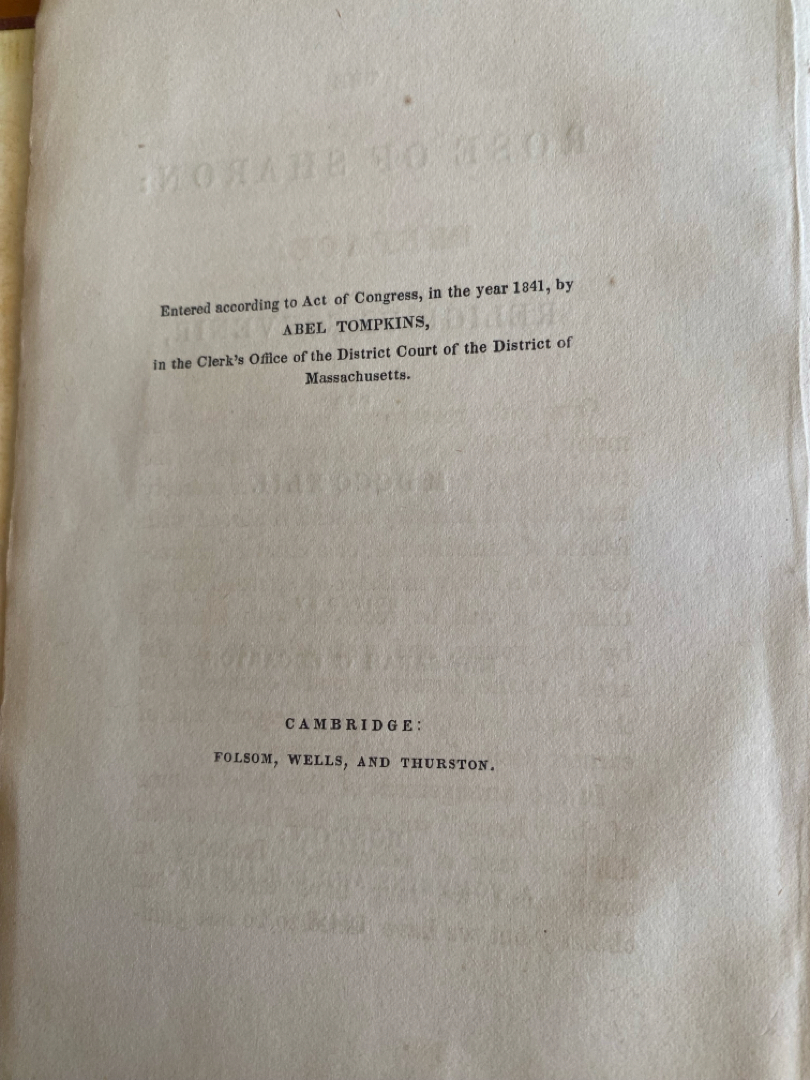 Entered according to Act of Congress, in the year 1841, by
ABEL TOMPKINS,
in the Clerk's Office of the District Court of the District of
Massachusetts.
CAMBRIDGE:
FOLSOM, WELLS, AND THURSTON.